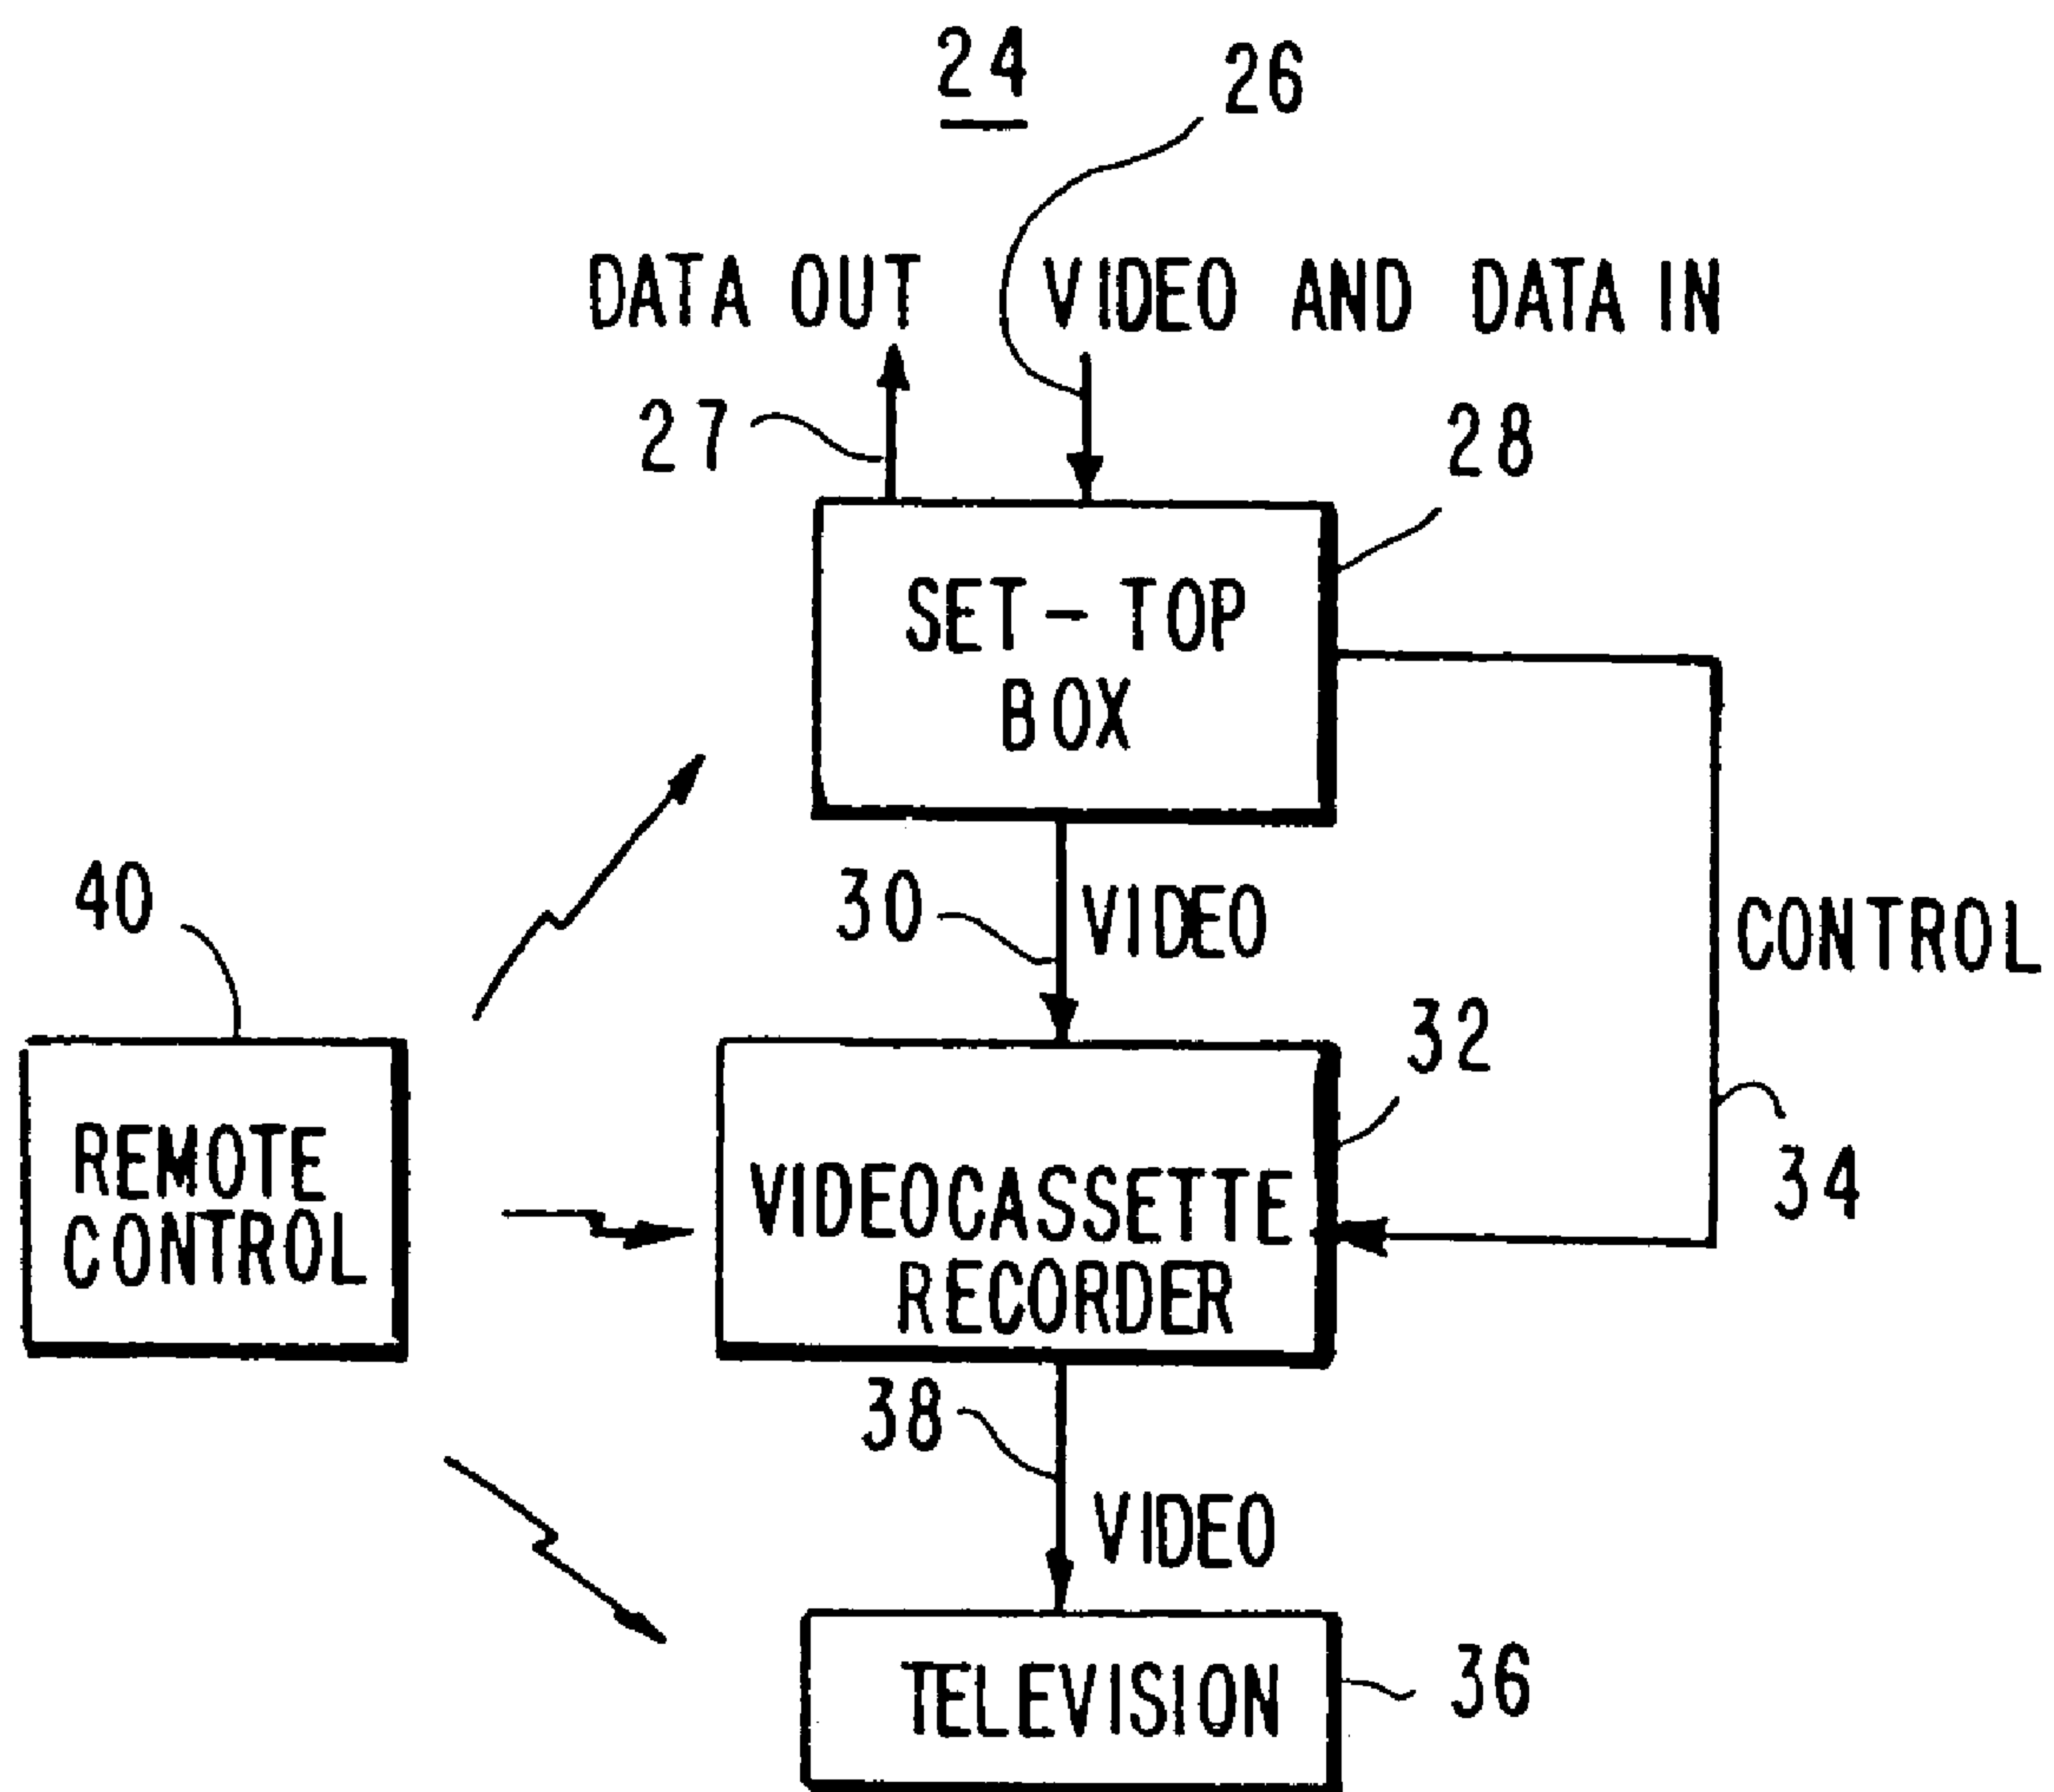 24
26
DATA OUT
VIDEO AND DATA IN
27
28
SET-TOP
BOX
40
30
VIDEO
CONTROL
32
REMOTE
CONTROL
VIDEOCASSETTE
RECORDER
34
38
VIDEO
TELEVISION
36